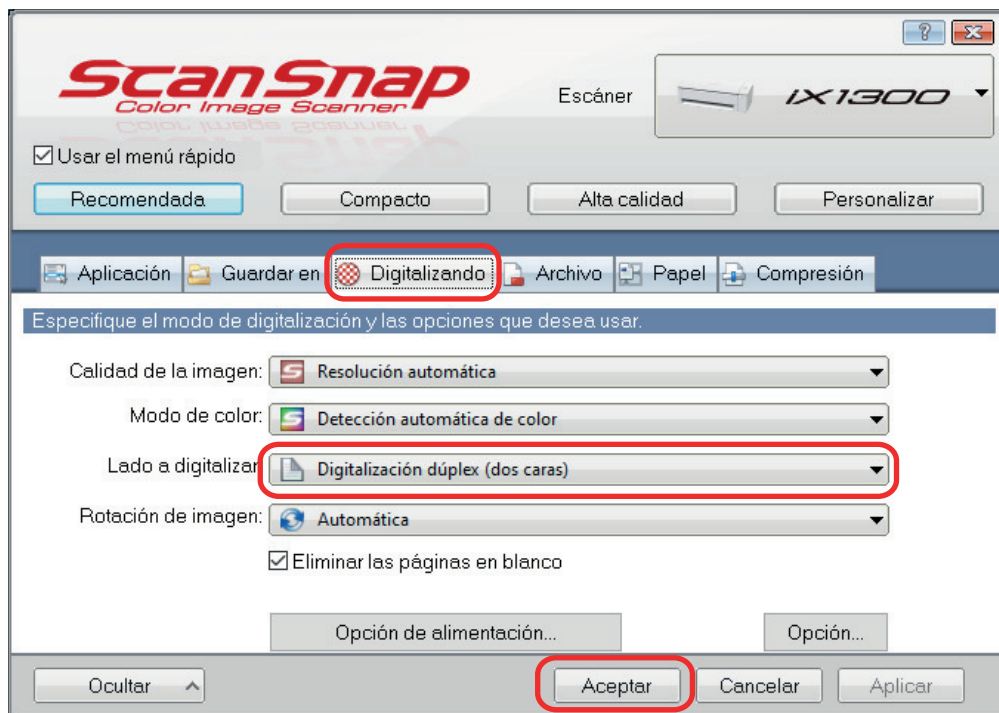 ScanSnap
Color Image Scanner
Escáner
iX1300
Usar el menú rápido
Recomendada
Compacto
Alta calidad
Personalizar
Aplicación
Guardar en
Digitalizando
Archivo
Papel
Compresión
Especifique el modo de digitalización y las opciones que desea usar.
Calidad de la imagen: Resolución automática
Modo de color: Detección automática de color
Lado a digitalizar Digitalización dúplex (dos caras)
Rotación de imagen: Automática
Eliminar las páginas en blanco
Opción de alimentación...
Opción...
Ocultar
Aceptar
Cancelar
Aplicar